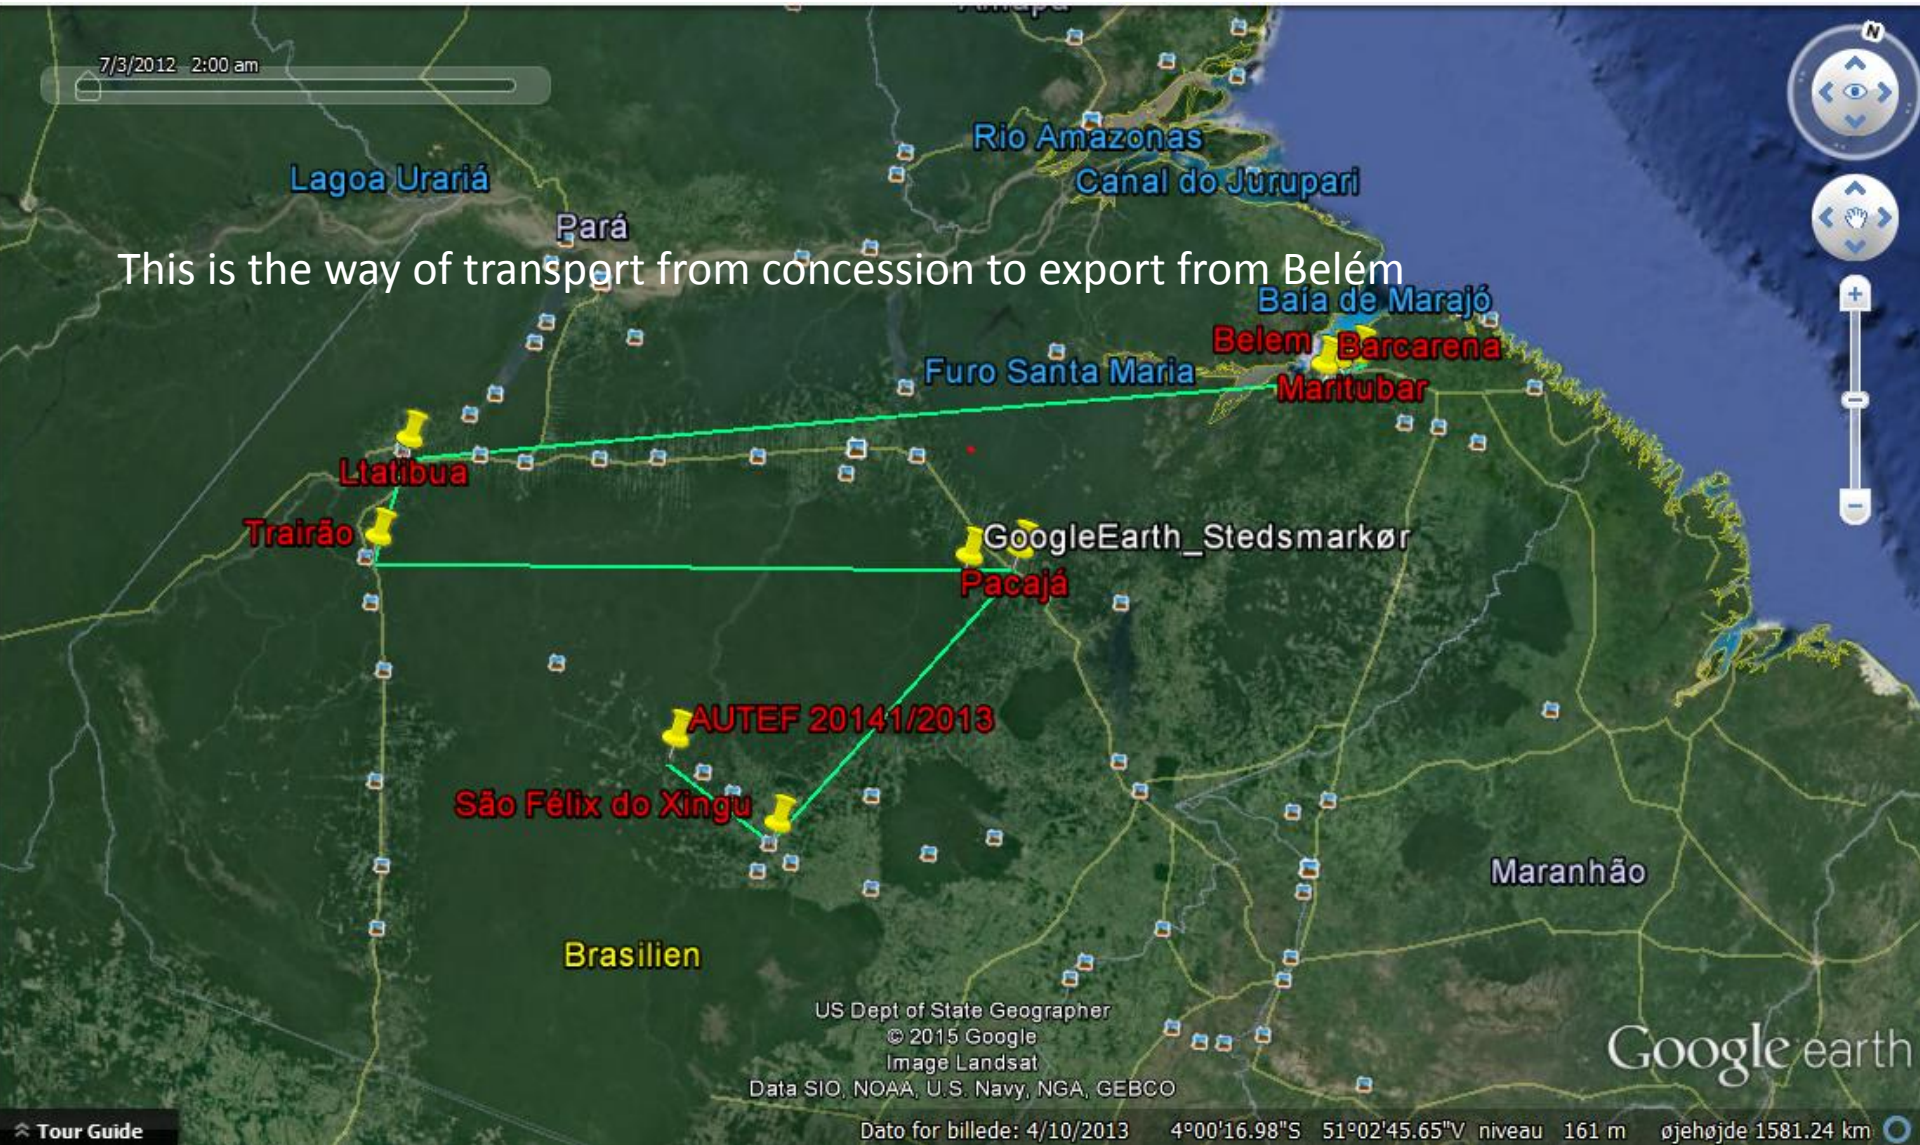 Amapá
7/3/2012 2:00 am
N
Rio Amazonas
Lagoa Urariá
Canal do Jurupari
Pará
This is the way of transport from concession to export from Belém
Baía de Marajó
Belem
Barcarena
Furo Santa Maria
Maritubar
Ltatibua
Trairão
GoogleEarth_Stedsmarkør
Pacajá
AUTEF 20141/2013
São Félix do Xingu
Maranhão
Brasilien
US Dept of State Geographer
© 2015 Google
Image Landsat
Data SIO, NOAA, U.S. Navy, NGA, GEBCO
Google earth
Tour Guide
Dato for billede: 4/10/2013 4°00'16.98"S 51°02'45.65"V niveau 161 m øjehøjde 1581.24 km